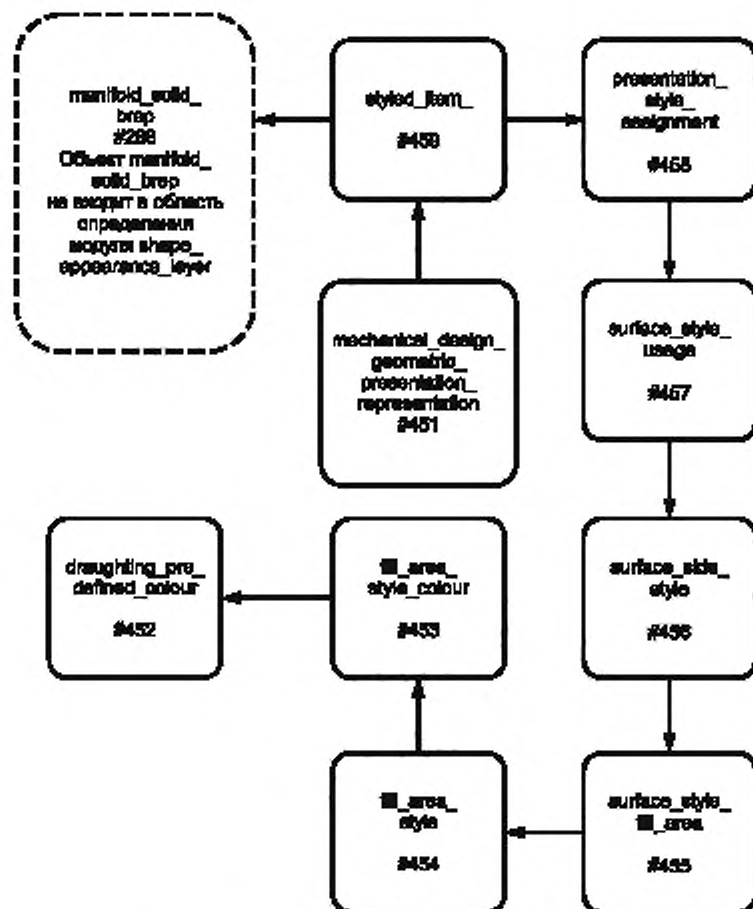 manifold_solid_
brep
#298
Объект manifold_
solid_brep
не входит в область
определения
модуля shape_
appearance_layer
styled_item_
#459
presentation_
style_
assignment
#458
mechanical_design_
geometric_
presentation_
representation
#451
surface_style_
usage
#457
draughting_pre_
defined_colour
#452
fill_area_
style_colour
#453
surface_side_
style
#456
fill_area_
style
#454
surface_style_
fill_area
#455